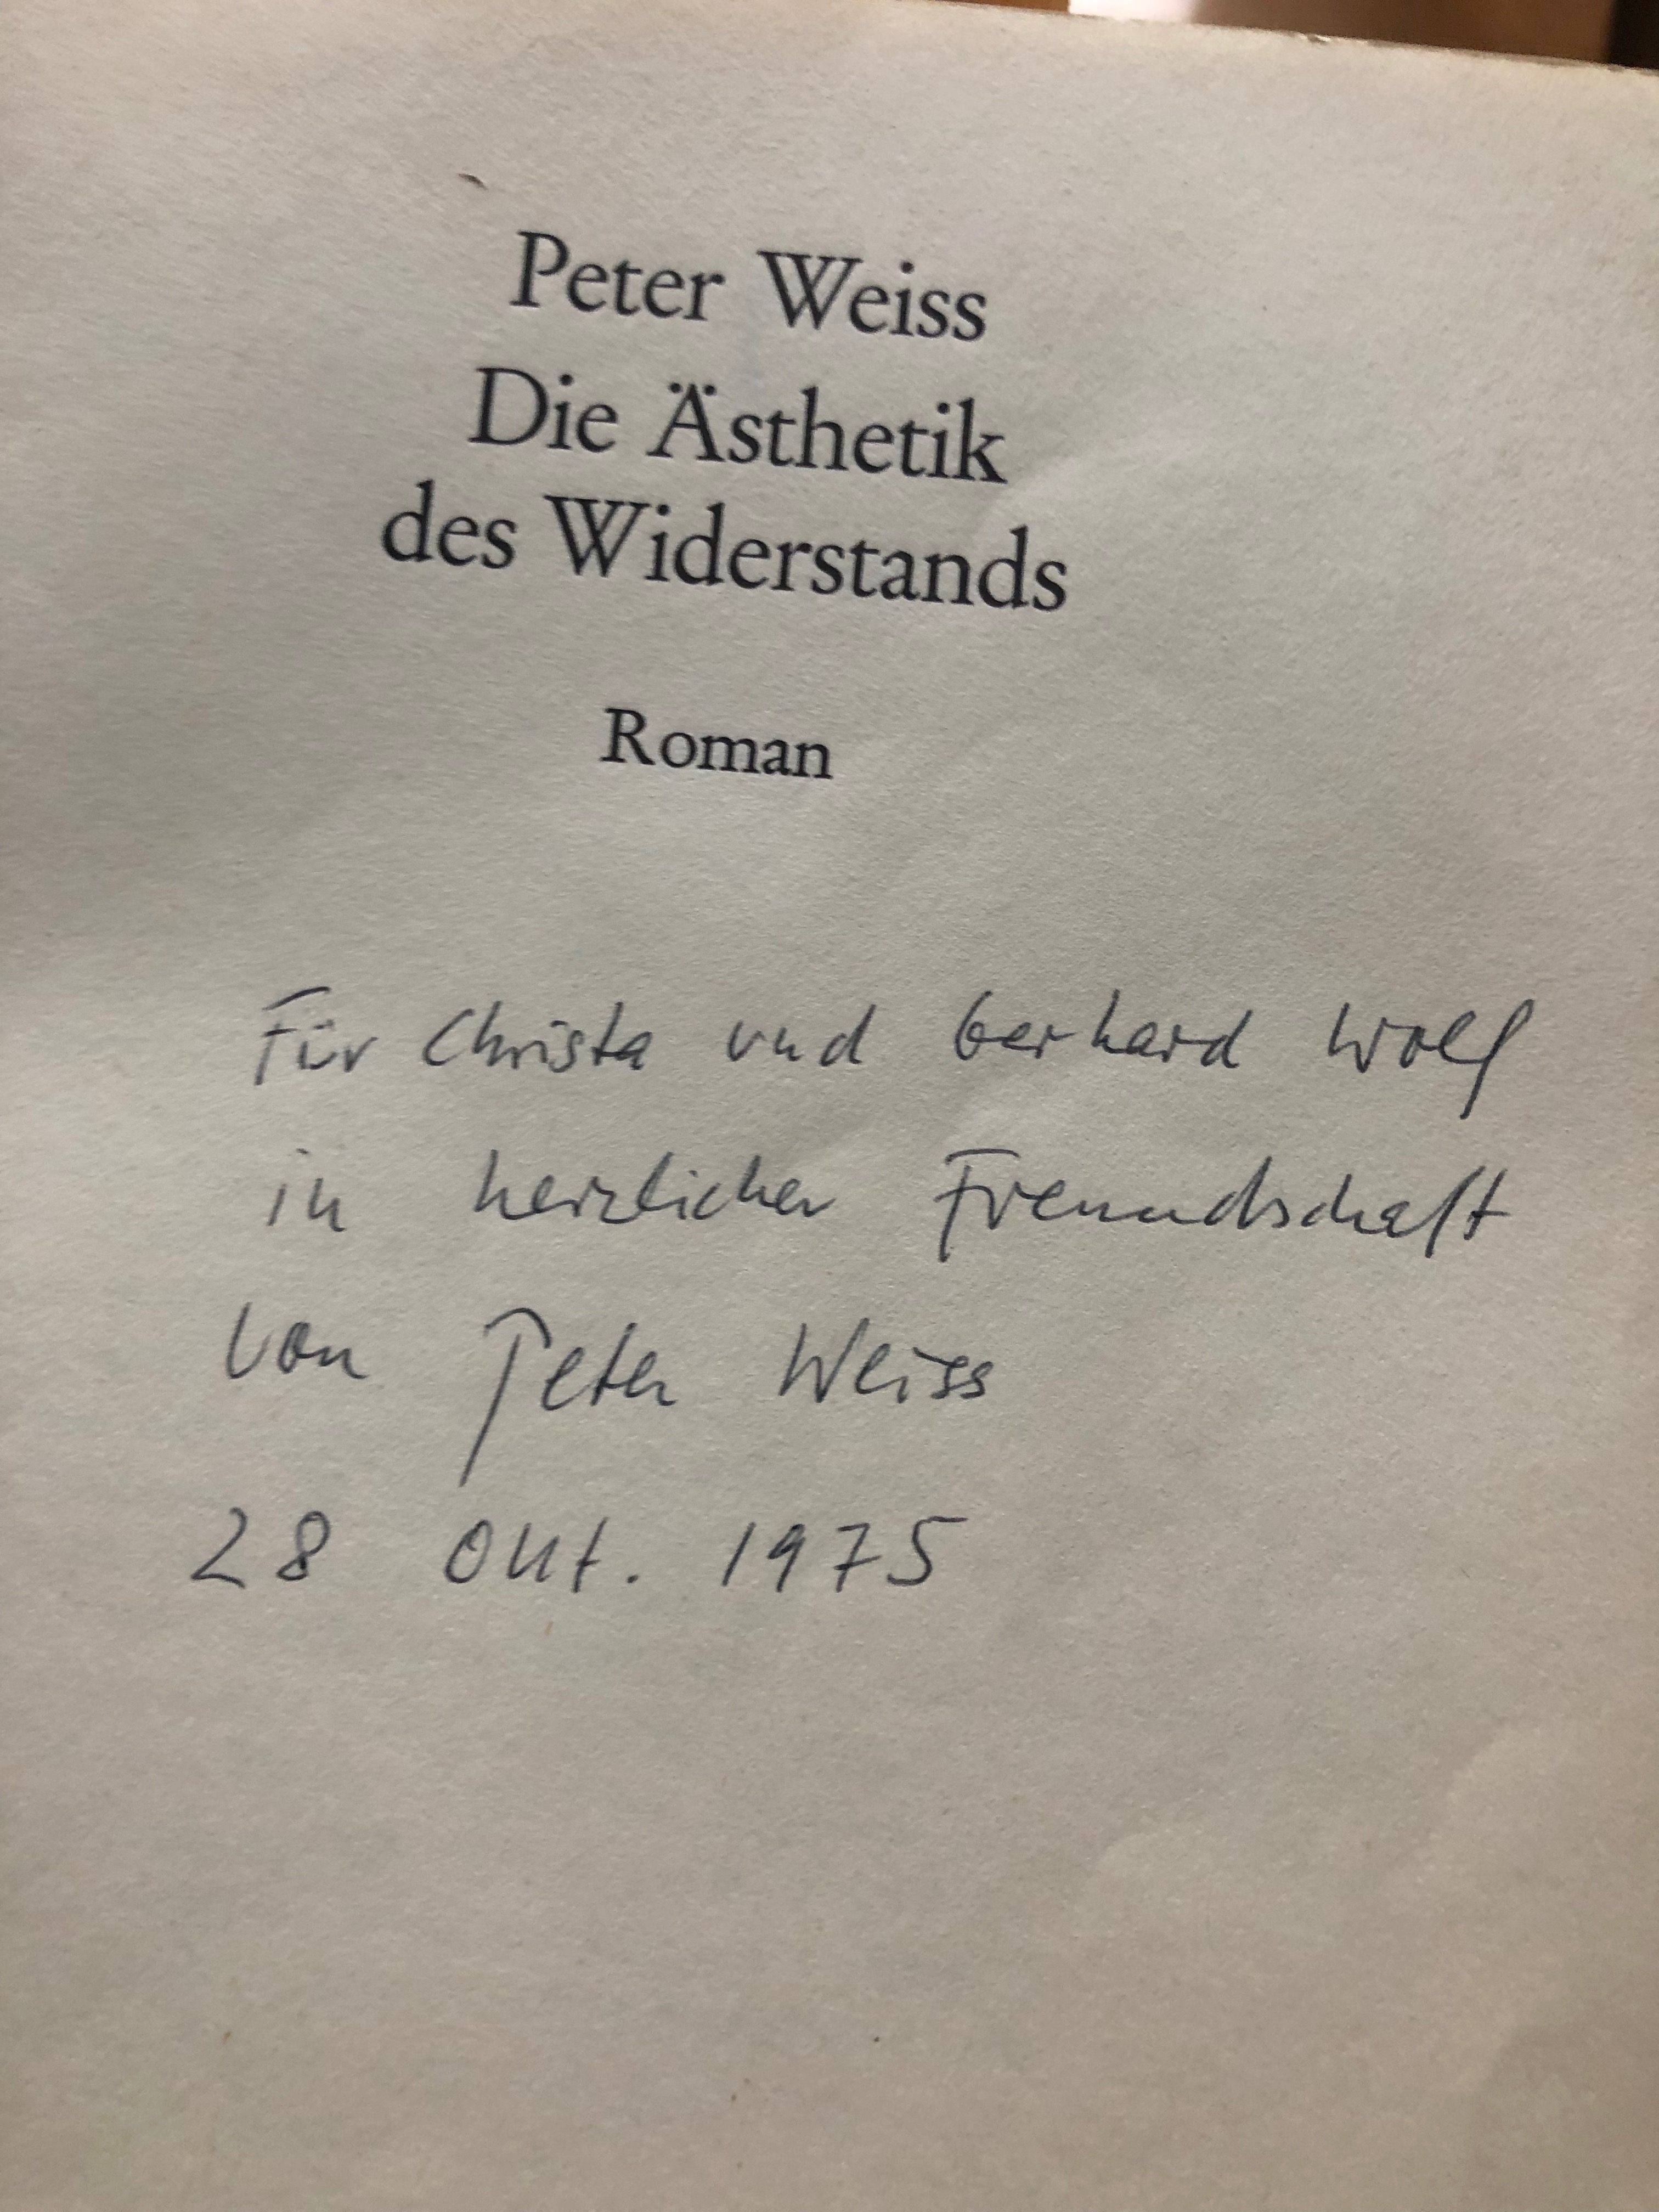 Peter Weiss
Die Ästhetik
des Widerstands
Roman
Für Christa und Gerhard Wolf
in herzlicher Freundschaft
von Peter Weiss
28 Okt. 1975